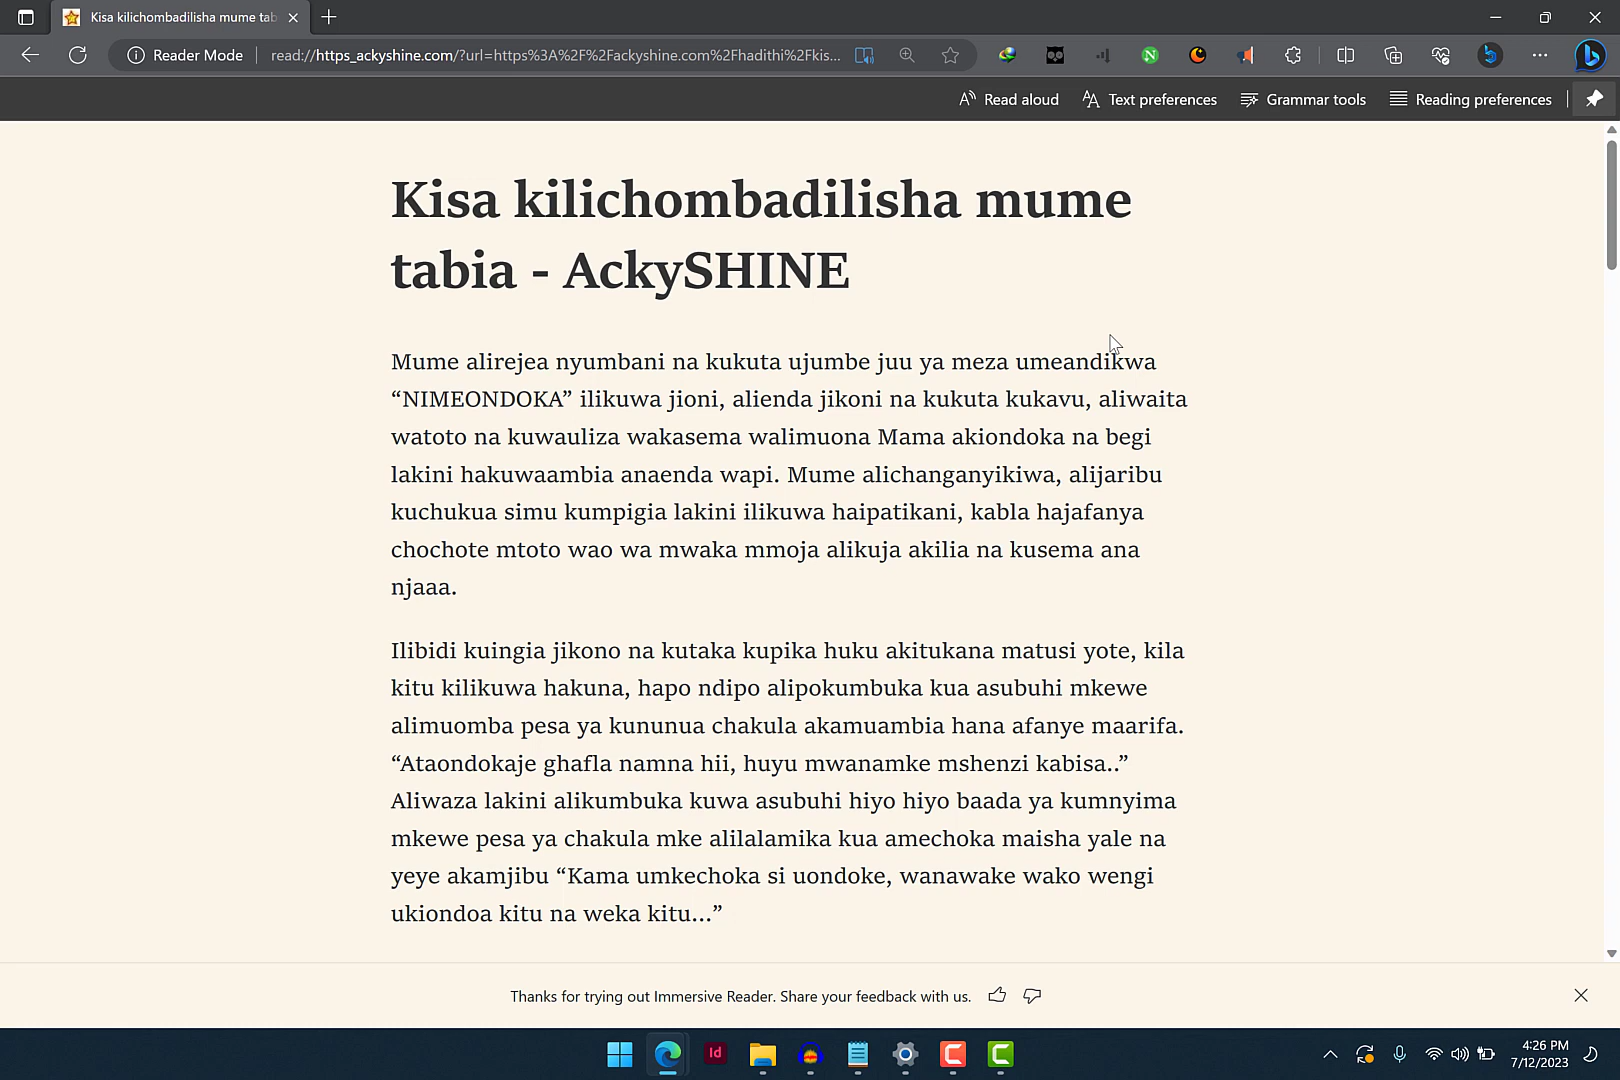 Kisa kilichombadilisha mume tab
Reader Mode
read://https_ackyshine.com/?url=https%3A%2F%2Fackyshine.com%2Fhadithi%2Fkis...
Read aloud
Text preferences
Grammar tools
Reading preferences
Kisa kilichombadilisha mume
tabia - AckySHINE
Mume alirejea nyumbani na kukuta ujumbe juu ya meza umeandikwa
“NIMEONDOKA” ilikuwa jioni, alienda jikoni na kukuta kukavu, aliwaita
watoto na kuwauliza wakasema walimuona Mama akiondoka na begi
lakini hakuwaambia anaenda wapi. Mume alichanganyikiwa, alijaribu
kuchukua simu kumpigia lakini ilikuwa haipatikani, kabla hajafanya
chochote mtoto wao wa mwaka mmoja alikuja akilia na kusema ana
njaaa.
Ilibidi kuingia jikono na kutaka kupika huku akitukana matusi yote, kila
kitu kilikuwa hakuna, hapo ndipo alipokumbuka kua asubuhi mkewe
alimuomba pesa ya kununua chakula akamuambia hana afanye maarifa.
“Ataondokaje ghafla namna hii, huyu mwanamke mshenzi kabisa..”
Aliwaza lakini alikumbuka kuwa asubuhi hiyo hiyo baada ya kumnyima
mkewe pesa ya chakula mke alilalamika kua amechoka maisha yale na
yeye akamjibu “Kama umkechoka si uondoke, wanawake wako wengi
ukiondoa kitu na weka kitu...”
Thanks for trying out Immersive Reader. Share your feedback with us.
4:26 PM
7/12/2023